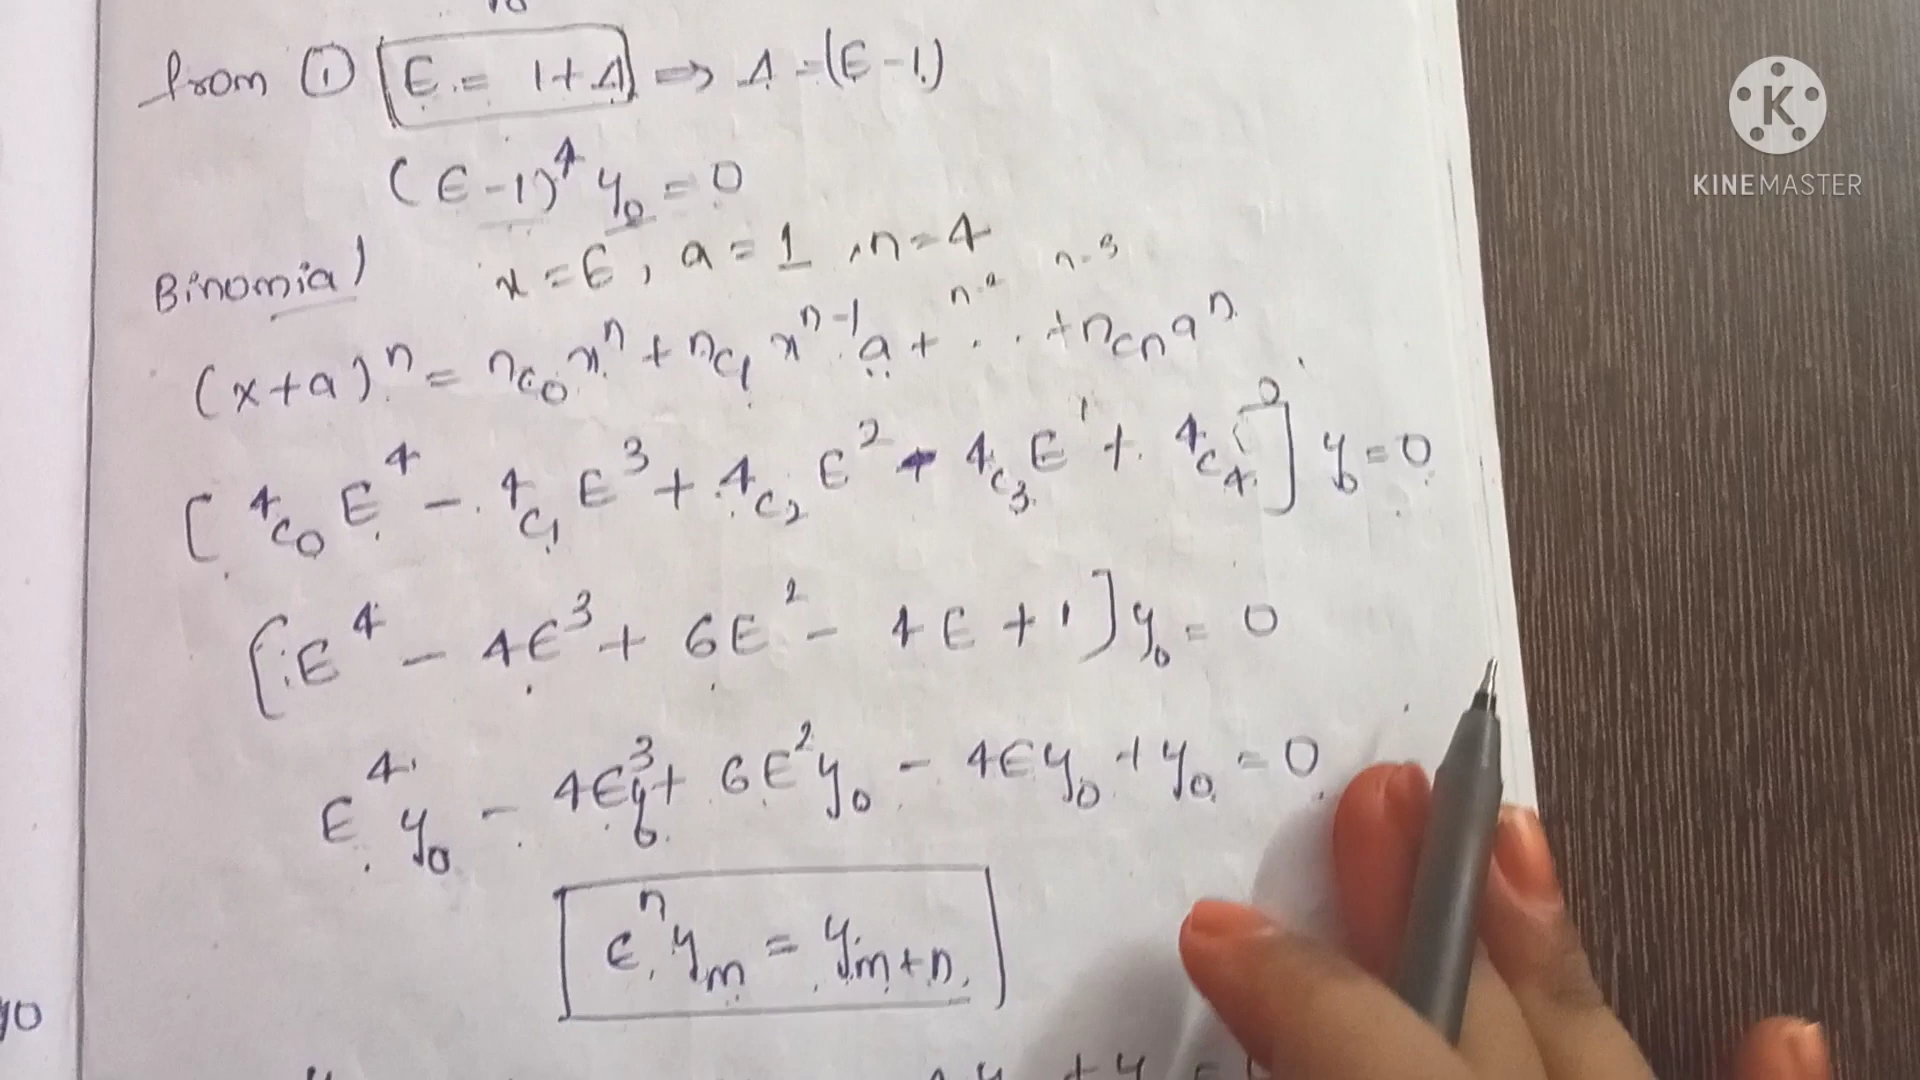 from ① E = 1+Δ ⇒ Δ = (E-1)
KINEMASTER
(E-1)⁴ y₀ = 0
Binomial x = E, a = 1, n = 4
n-2 n-3
(x+a)ⁿ = nc₀ xⁿ + nc₁ xⁿ⁻¹ a + ... + ncₙ aⁿ
[4c₀ E⁴ - 4c₁ E³ + 4c₂ E² - 4c₃ E¹ + 4c₄] y₀ = 0
[E⁴ - 4E³ + 6E² - 4E + 1] y₀ = 0
E⁴ y₀ - 4E³ y₀ + 6E² y₀ - 4E y₀ + y₀ = 0
Eⁿ yₘ = yₘ₊ₙ